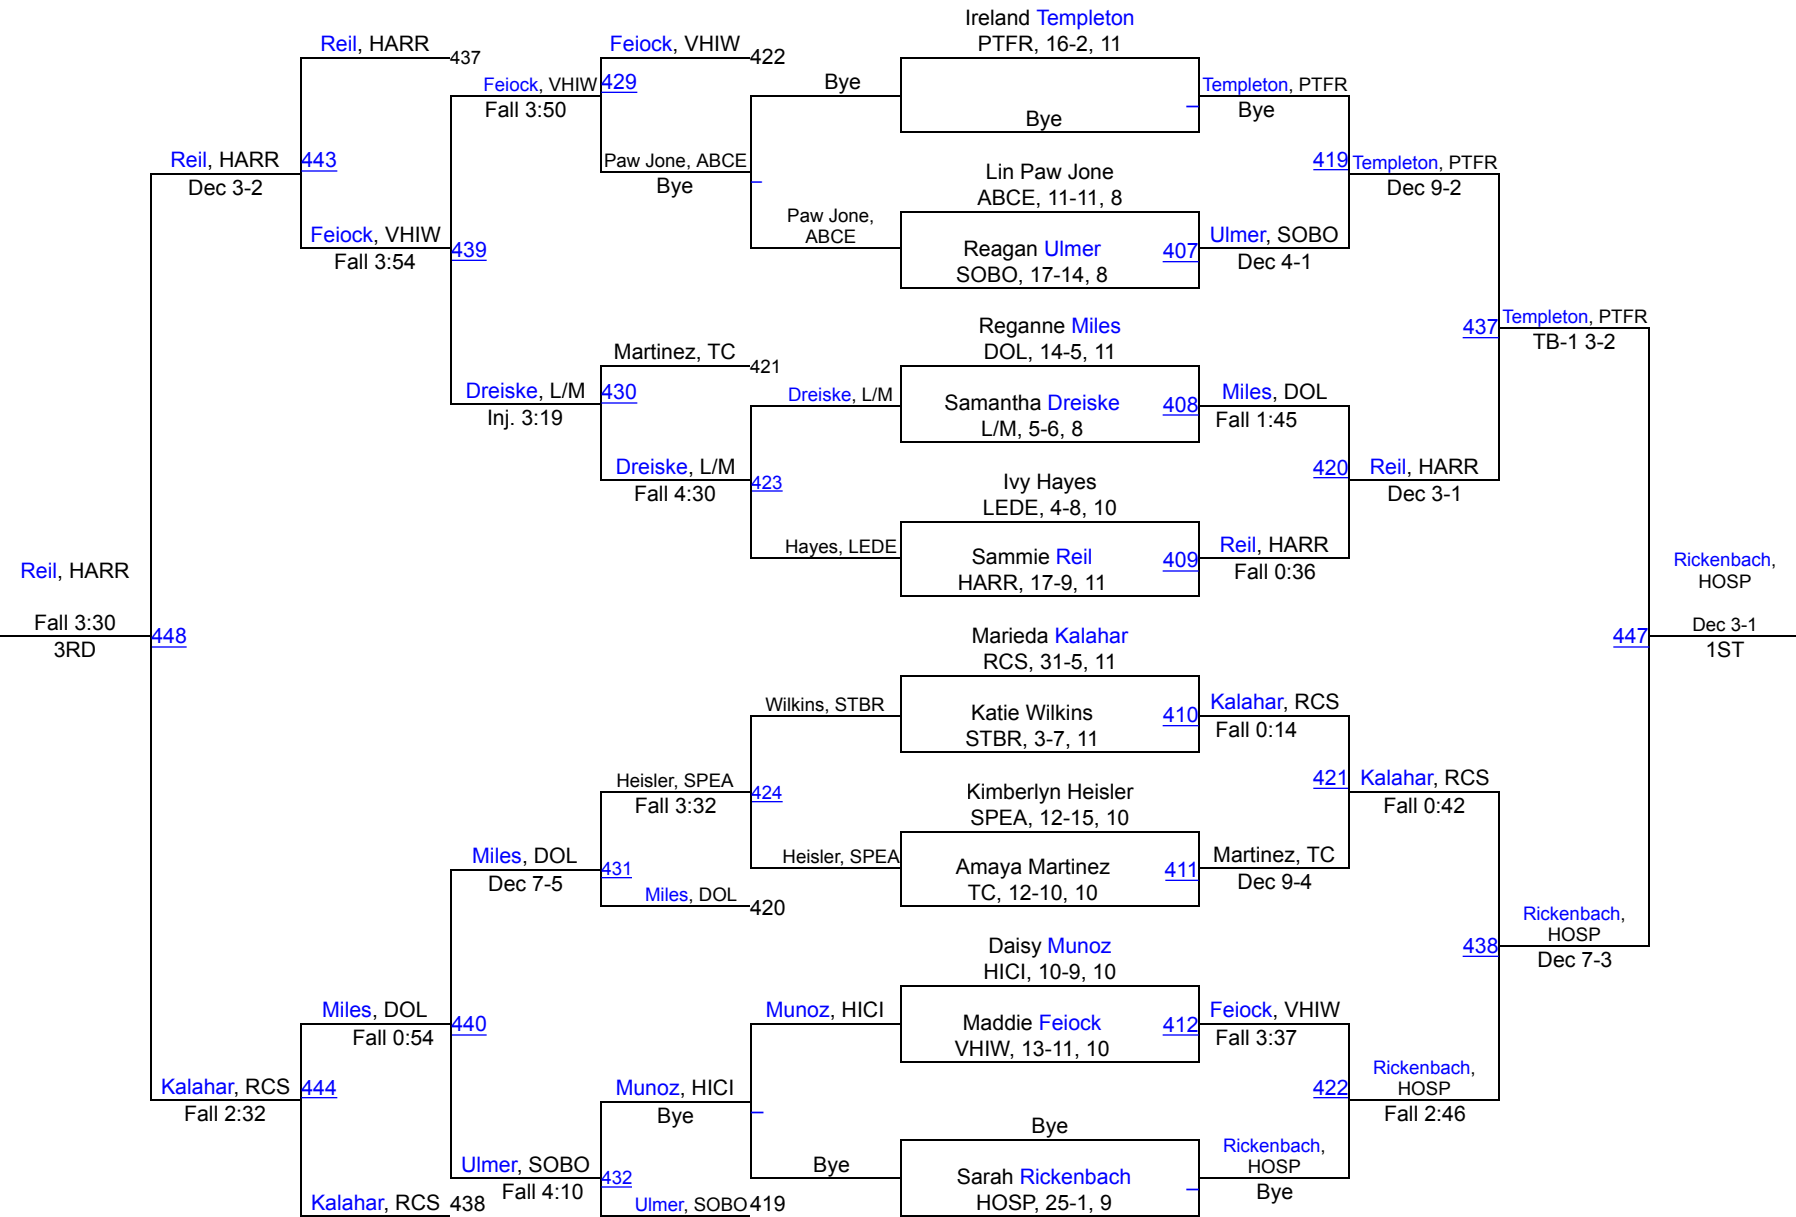 Ireland Templeton
PTFR, 16-2, 11
Reil, HARR
437
Feiock, VHIW
422
Feiock, VHIW
429
Fall 3:50
Bye
Bye
Templeton, PTFR
Bye
Reil, HARR
443
Dec 3-2
Paw Jone, ABCE
Bye
Lin Paw Jone
ABCE, 11-11, 8
419
Templeton, PTFR
Dec 9-2
Feiock, VHIW
439
Fall 3:54
Paw Jone,
ABCE
Reagan Ulmer
SOBO, 17-14, 8
407
Ulmer, SOBO
Dec 4-1
Reganne Miles
DOL, 14-5, 11
437
Templeton, PTFR
TB-1 3-2
Martinez, TC
421
Dreiske, L/M
430
Inj. 3:19
Dreiske, L/M
Samantha Dreiske
L/M, 5-6, 8
408
Miles, DOL
Fall 1:45
Dreiske, L/M
423
Fall 4:30
Ivy Hayes
LEDE, 4-8, 10
420
Reil, HARR
Dec 3-1
Hayes, LEDE
Sammie Reil
HARR, 17-9, 11
409
Reil, HARR
Fall 0:36
Reil, HARR
Fall 3:30
448
3RD
Rickenbach,
HOSP
447
Dec 3-1
1ST
Marieda Kalahar
RCS, 31-5, 11
Wilkins, STBR
Katie Wilkins
STBR, 3-7, 11
410
Kalahar, RCS
Fall 0:14
Heisler, SPEA
424
Fall 3:32
Kimberlyn Heisler
SPEA, 12-15, 10
421
Kalahar, RCS
Fall 0:42
Miles, DOL
431
Dec 7-5
Heisler, SPEA
Amaya Martinez
TC, 12-10, 10
411
Martinez, TC
Dec 9-4
Miles, DOL
420
Daisy Munoz
HICI, 10-9, 10
438
Rickenbach,
HOSP
Dec 7-3
Miles, DOL
440
Fall 0:54
Munoz, HICI
Maddie Feiock
VHIW, 13-11, 10
412
Feiock, VHIW
Fall 3:37
Kalahar, RCS
444
Fall 2:32
Munoz, HICI
Bye
422
Rickenbach,
HOSP
Fall 2:46
Bye
Ulmer, SOBO
432
Fall 4:10
Bye
Sarah Rickenbach
HOSP, 25-1, 9
Rickenbach,
HOSP
Bye
Kalahar, RCS
438
Ulmer, SOBO
419